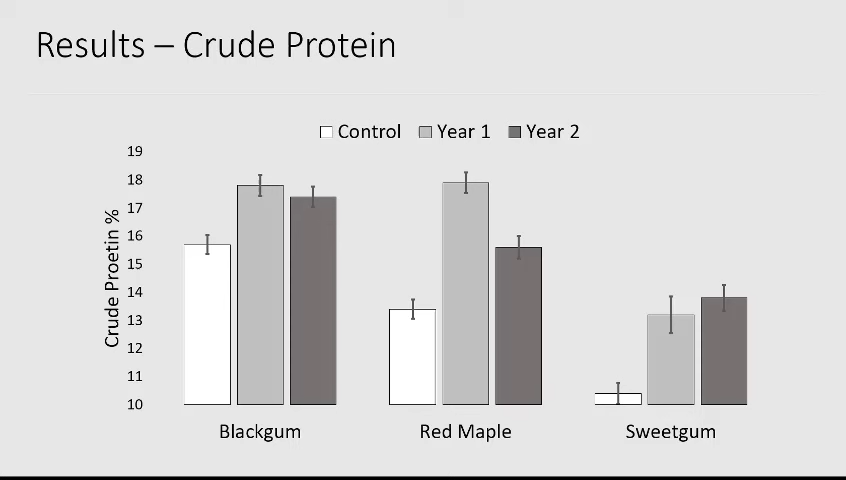 Results – Crude Protein
Control Year 1 Year 2
19
18
17
16
15
14
13
12
11
10
Crude Proetin %
Blackgum Red Maple Sweetgum